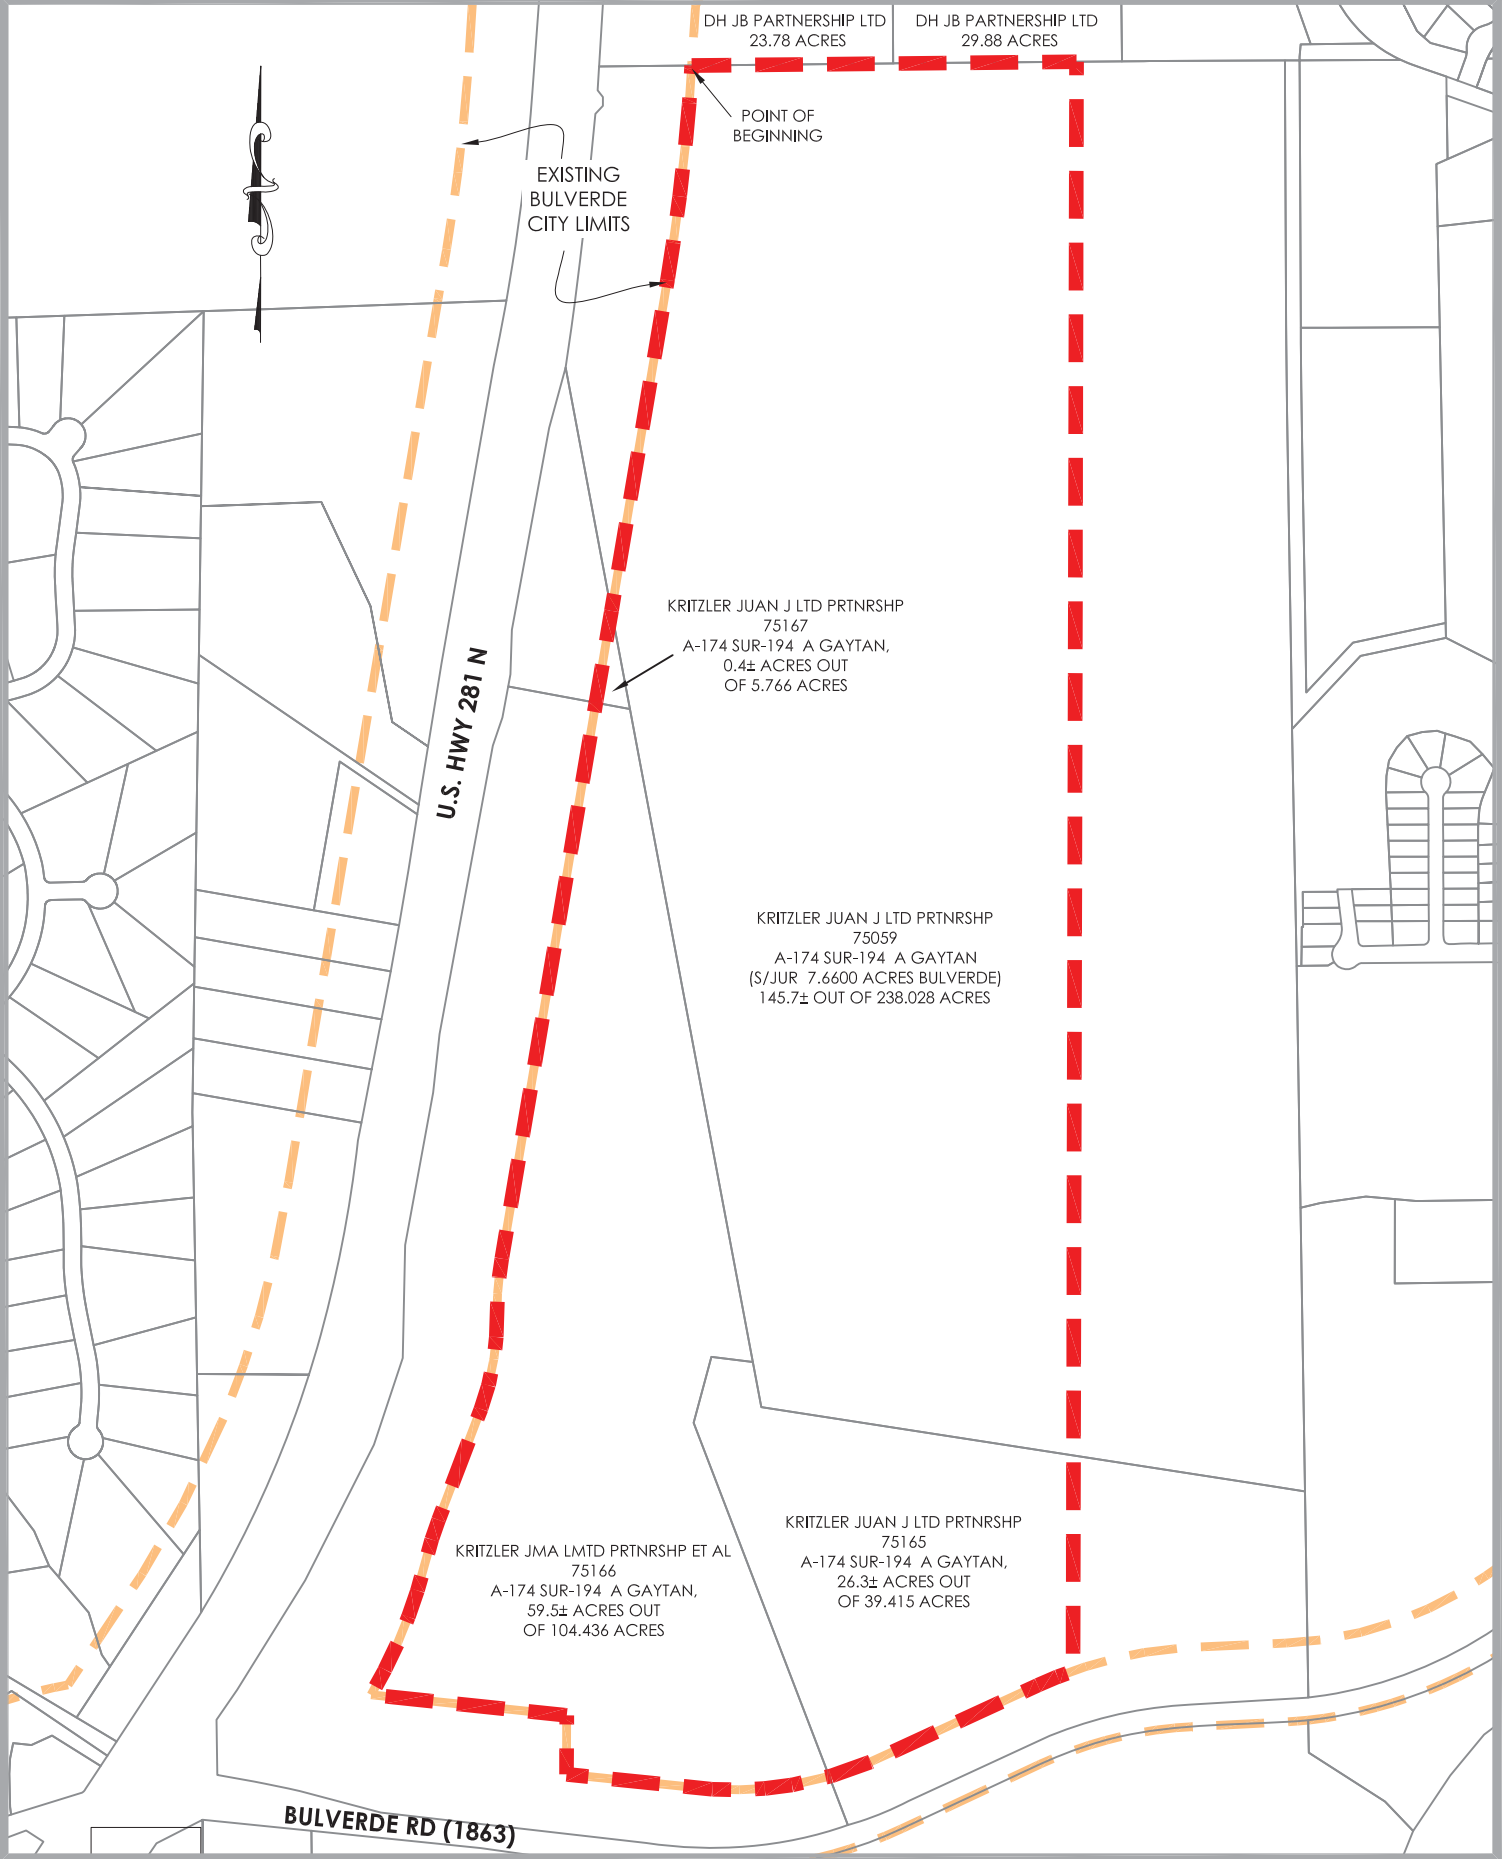 DH JB PARTNERSHIP LTD
23.78 ACRES
DH JB PARTNERSHIP LTD
29.88 ACRES
POINT OF
BEGINNING
EXISTING
BULVERDE
CITY LIMITS
KRITZLER JUAN J LTD PRTNRSHP
75167
A-174 SUR-194 A GAYTAN,
0.4± ACRES OUT
OF 5.766 ACRES
U.S. HWY 281 N
KRITZLER JUAN J LTD PRTNRSHP
75059
A-174 SUR-194 A GAYTAN
(S/JUR 7.6600 ACRES BULVERDE)
145.7± OUT OF 238.028 ACRES
KRITZLER JUAN J LTD PRTNRSHP
75165
A-174 SUR-194 A GAYTAN,
26.3± ACRES OUT
OF 39.415 ACRES
KRITZLER JMA LMTD PRTNRSHP ET AL
75166
A-174 SUR-194 A GAYTAN,
59.5± ACRES OUT
OF 104.436 ACRES
BULVERDE RD (1863)